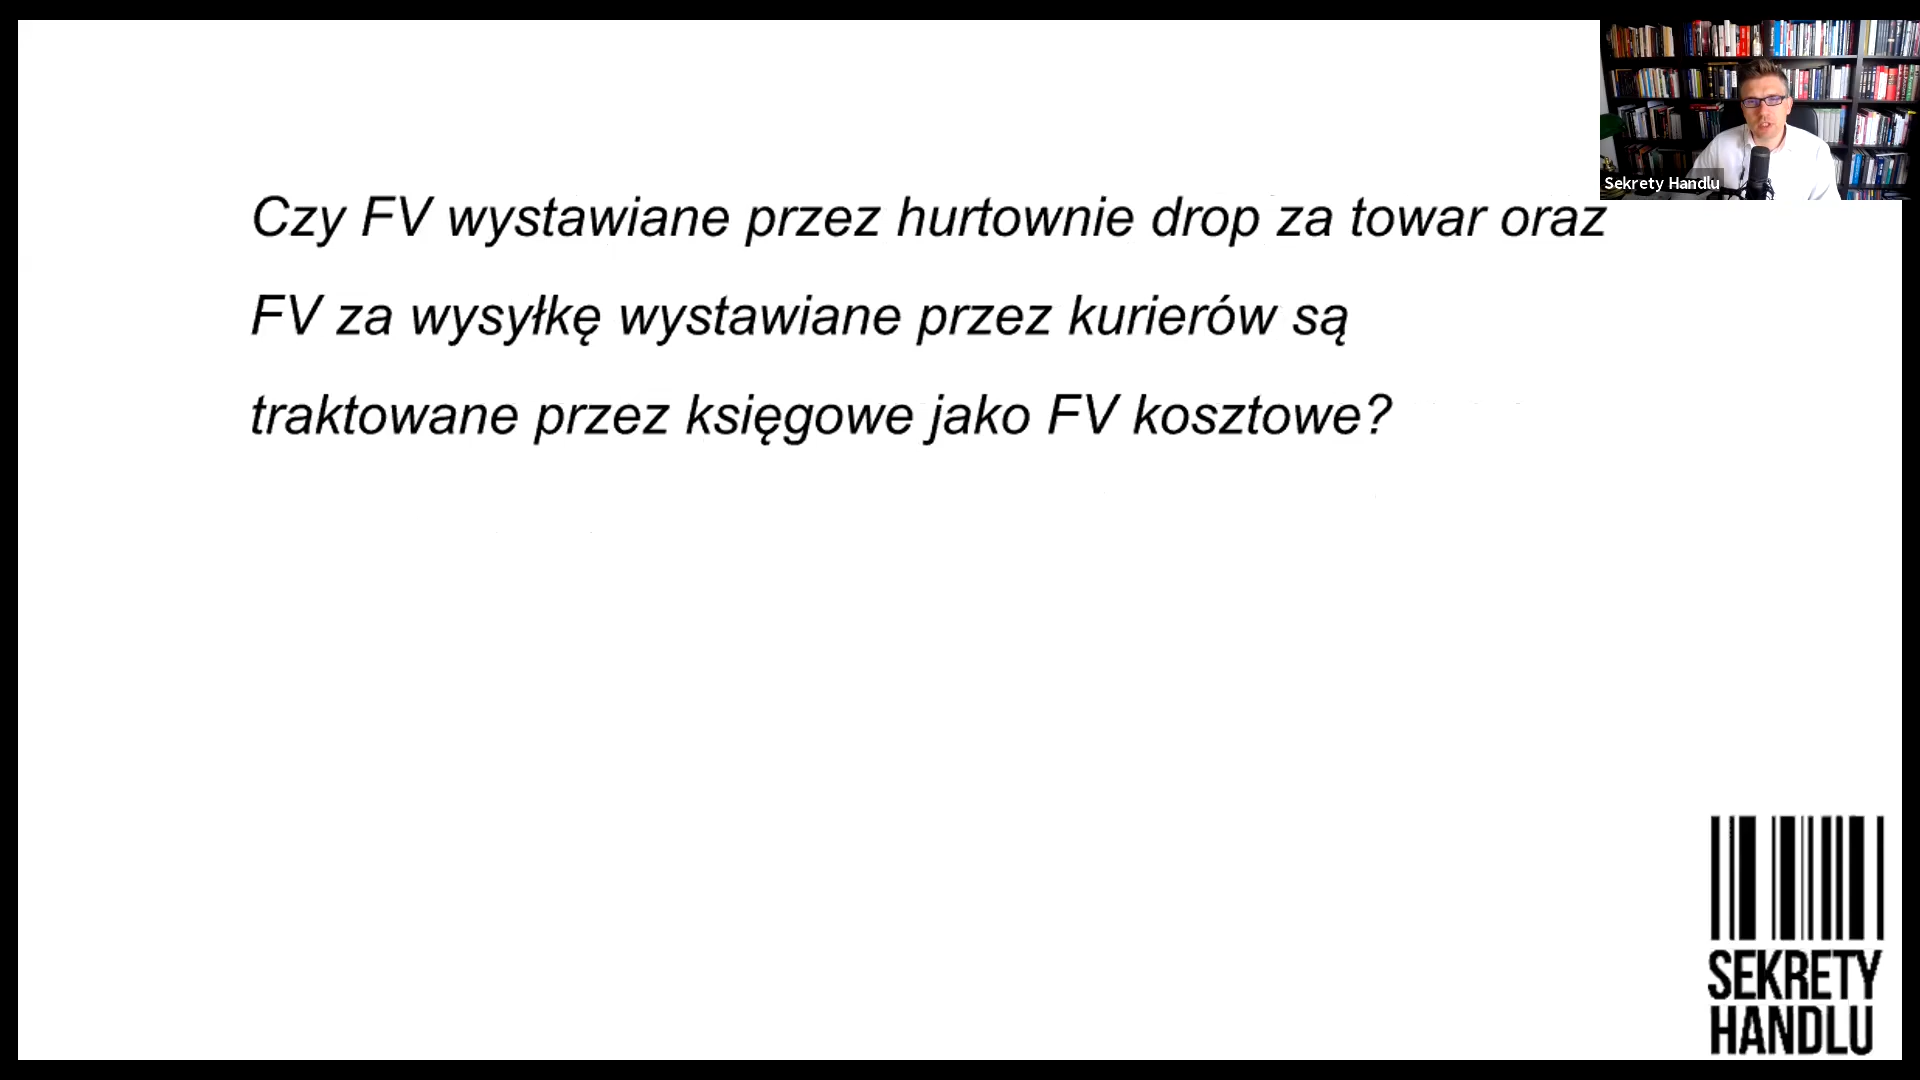 Sekrety Handlu
Czy FV wystawiane przez hurtownie drop za towar oraz
FV za wysyłkę wystawiane przez kurierów są
traktowane przez księgowe jako FV kosztowe?
SEKRETY
HANDLU